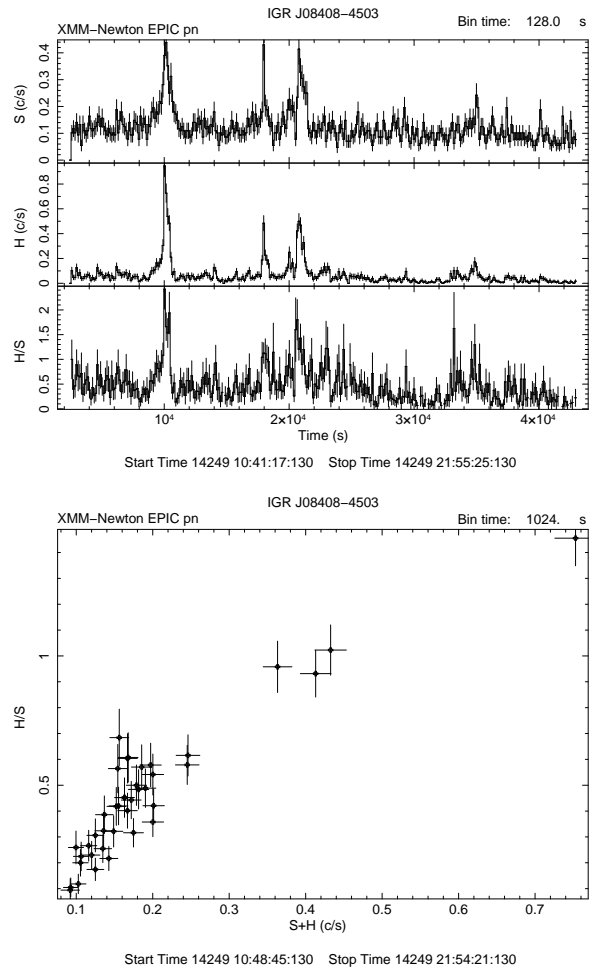 IGR J08408−4503
XMM−Newton EPIC pn
Bin time: 128.0 s
S (c/s)
0 0.1 0.2 0.3 0.4
H (c/s)
0 0.2 0.4 0.6 0.8
H/S
0 0.5 1 1.5 2
10⁴ 2×10⁴ 3×10⁴ 4×10⁴
Time (s)
Start Time 14249 10:41:17:130 Stop Time 14249 21:55:25:130
IGR J08408−4503
XMM−Newton EPIC pn
Bin time: 1024. s
H/S
1
0.5
0.1 0.2 0.3 0.4 0.5 0.6 0.7
S+H (c/s)
Start Time 14249 10:48:45:130 Stop Time 14249 21:54:21:130